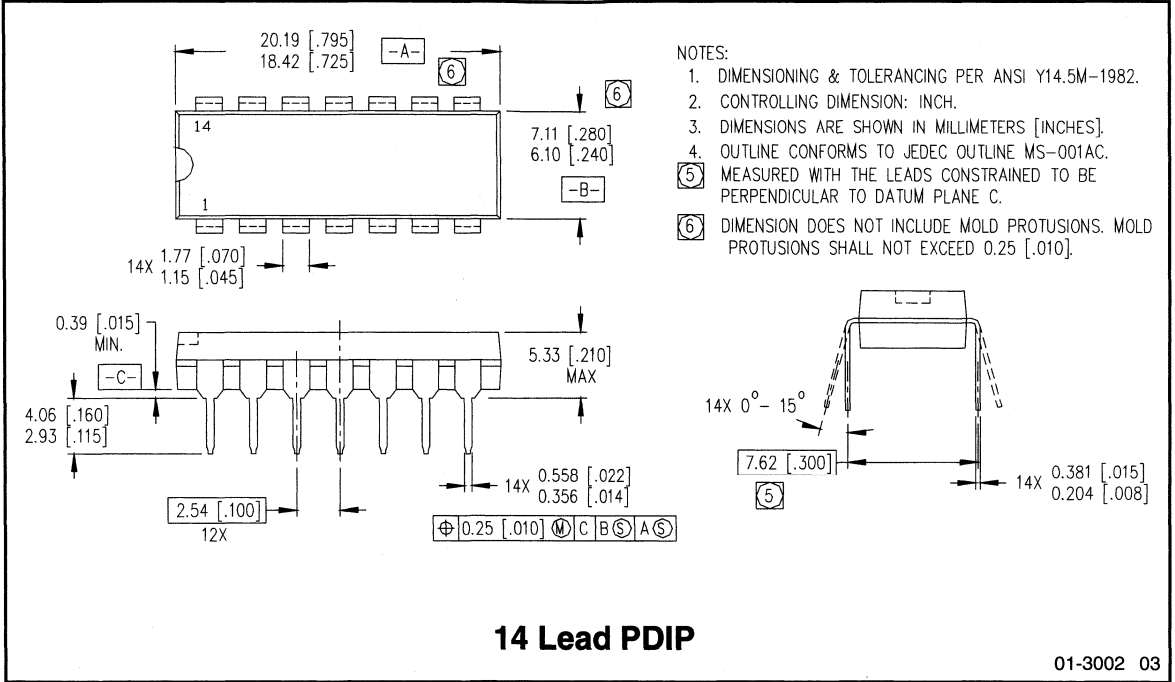 20.19 [.795]
18.42 [.725]
-A-
6
6
14
1
7.11 [.280]
6.10 [.240]
-B-
14X 1.77 [.070]
1.15 [.045]
NOTES:
1. DIMENSIONING & TOLERANCING PER ANSI Y14.5M-1982.
2. CONTROLLING DIMENSION: INCH.
3. DIMENSIONS ARE SHOWN IN MILLIMETERS [INCHES].
4. OUTLINE CONFORMS TO JEDEC OUTLINE MS-001AC.
5 MEASURED WITH THE LEADS CONSTRAINED TO BE
PERPENDICULAR TO DATUM PLANE C.
6 DIMENSION DOES NOT INCLUDE MOLD PROTUSIONS. MOLD
PROTUSIONS SHALL NOT EXCEED 0.25 [.010].
0.39 [.015]
MIN.
-C-
4.06 [.160]
2.93 [.115]
5.33 [.210]
MAX
2.54 [.100]
12X
14X 0.558 [.022]
0.356 [.014]
⌖ 0.25 [.010] Ⓜ C B Ⓢ A Ⓢ
14X 0° - 15°
7.62 [.300]
5
14X 0.381 [.015]
0.204 [.008]
14 Lead PDIP
01-3002 03